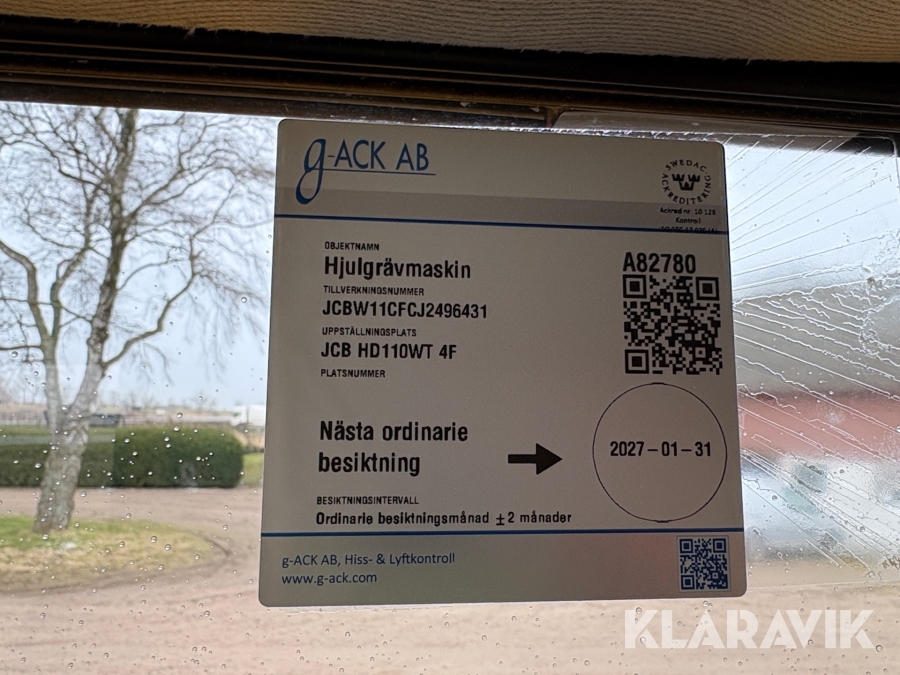 g-ACK AB
SWEDAC ACKREDITERING
Ackred nr. 10 128
Kontroll
OBJEKTNAMN
Hjulgrävmaskin
A82780
TILLVERKNINGSNUMMER
JCBW11CFCJ2496431
UPPSTÄLLNINGSPLATS
JCB HD110WT 4F
PLATSNUMMER
Nästa ordinarie
besiktning
2027-01-31
BESIKTNINGSINTERVALL
Ordinarie besiktningsmånad ±2 månader
g-ACK AB, Hiss- & Lyftkontroll
www.g-ack.com
KLARAVIK